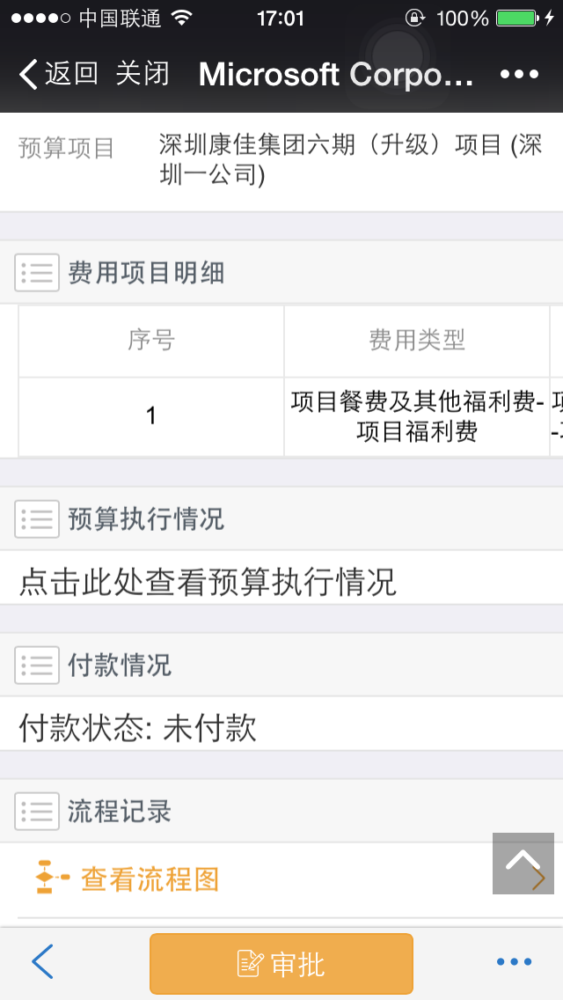 中国联通 17:01 100%
返回 关闭 Microsoft Corpo...
预算项目 深圳康佳集团六期（升级）项目 (深
圳一公司)
费用项目明细
序号 费用类型
1 项目餐费及其他福利费-
项目福利费
预算执行情况
点击此处查看预算执行情况
付款情况
付款状态: 未付款
流程记录
查看流程图
审批